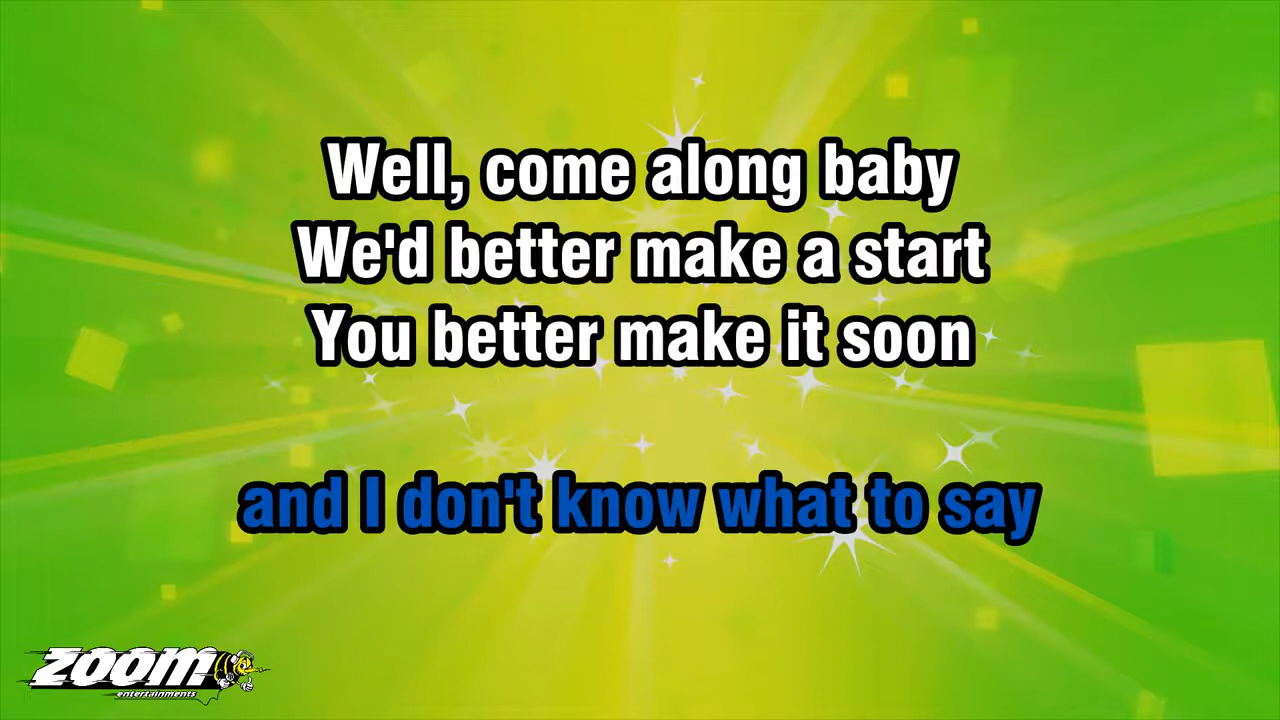 Well, come along baby
We'd better make a start
You better make it soon
and I don't know what to say
ZOOM
entertainments